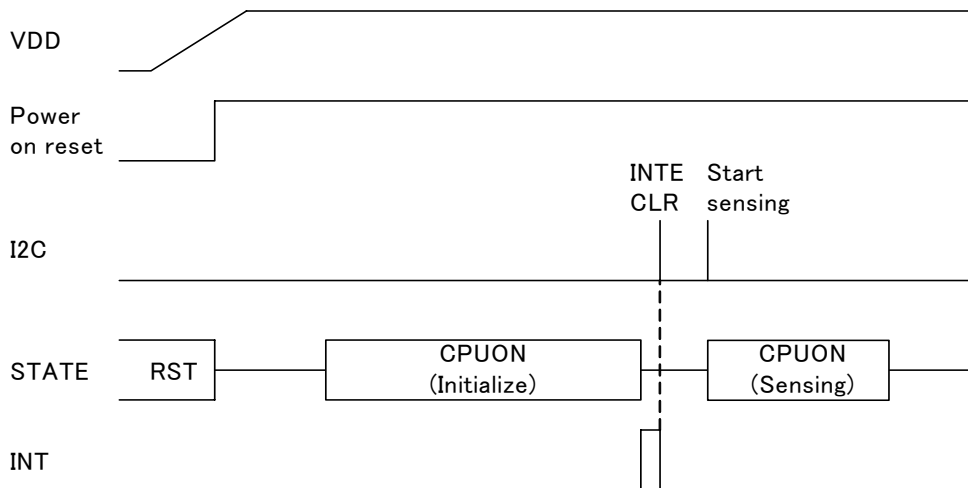 VDD
Power
on reset
INTE Start
CLR sensing
I2C
CPUON CPUON
STATE RST
(Initialize) (Sensing)
INT